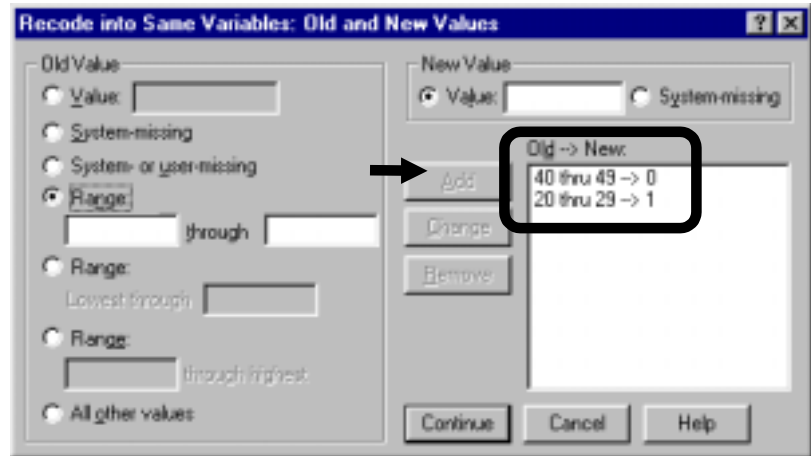 Recode into Same Variables: Old and New Values
Old Value
Value:
System-missing
System- or user-missing
Range:
through
Range:
Lowest through
Range:
through highest
All other values
New Value
Value: System-missing
Old --> New:
Add
Change
Remove
40 thru 49 --> 0
20 thru 29 --> 1
Continue Cancel Help